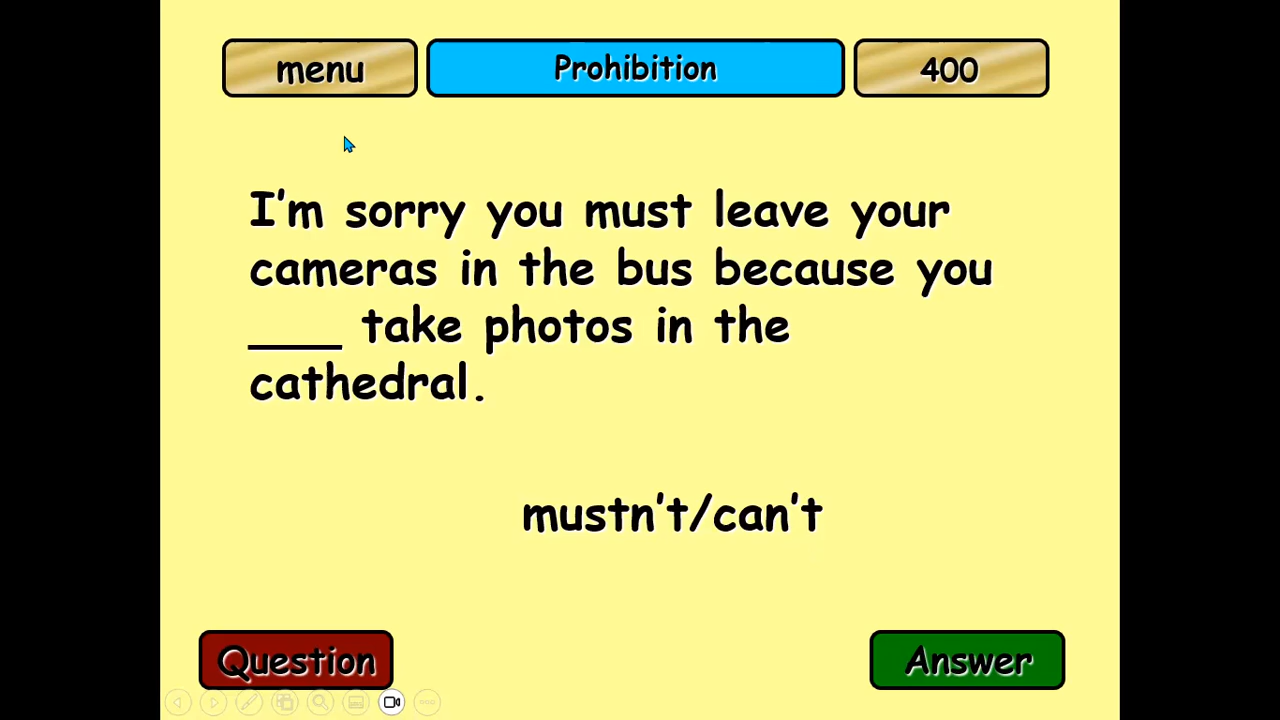 menu
Prohibition
400
I’m sorry you must leave your
cameras in the bus because you
___ take photos in the
cathedral.
mustn’t/can’t
Question
Answer